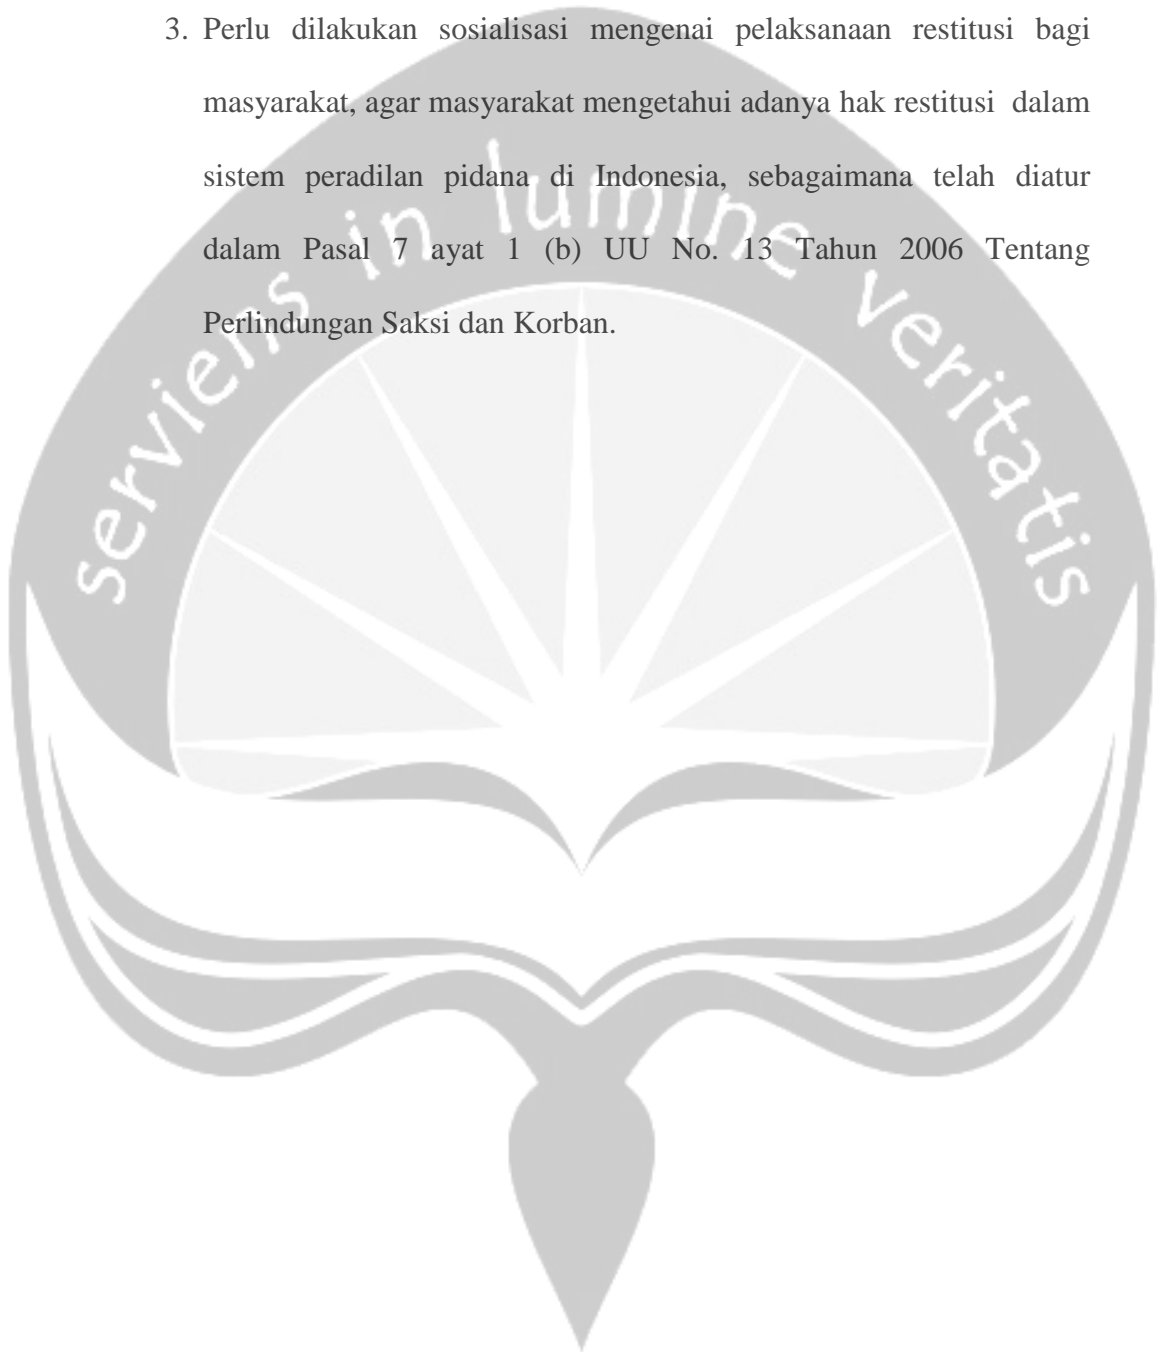 3. Perlu dilakukan sosialisasi mengenai pelaksanaan restitusi bagi
masyarakat, agar masyarakat mengetahui adanya hak restitusi dalam
sistem peradilan pidana di Indonesia, sebagaimana telah diatur
dalam Pasal 7 ayat 1 (b) UU No. 13 Tahun 2006 Tentang
Perlindungan Saksi dan Korban.
serviens in lumine veritatis